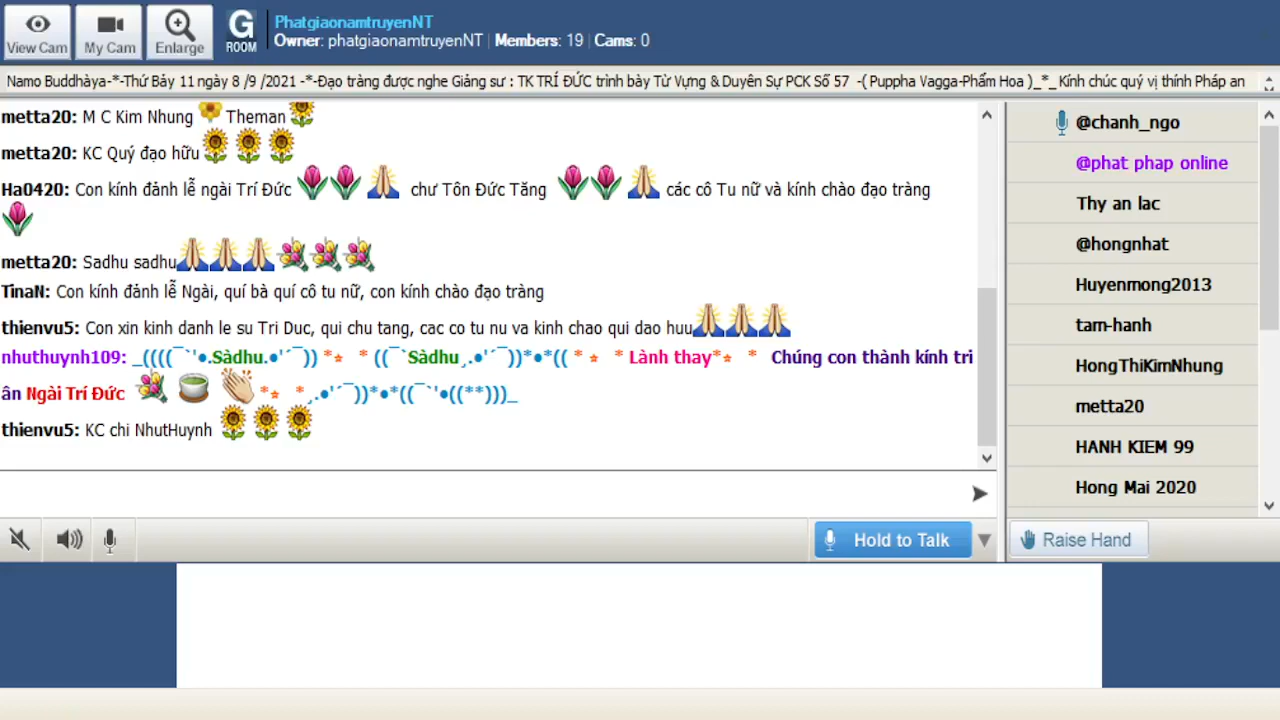 View Cam
My Cam
Enlarge
G
ROOM
PhatgiaonamtruyenNT
Owner: phatgiaonamtruyenNT | Members: 19 | Cams: 0
Namo Buddhàya-*-Thứ Bảy 11 ngày 8 /9 /2021 -*-Đạo tràng được nghe Giảng sư : TK TRÍ ĐỨC trình bày Từ Vựng & Duyên Sự PCK Số 57 -( Puppha Vagga-Phẩm Hoa )_*_ Kính chúc quý vị thính Pháp an
metta20: M C Kim Nhung Theman
metta20: KC Quý đạo hữu
Ha0420: Con kính đảnh lễ ngài Trí Đức chư Tôn Đức Tăng các cô Tu nữ và kính chào đạo tràng
metta20: Sadhu sadhu
TinaN: Con kính đảnh lễ Ngài, quí bà quí cô tu nữ, con kính chào đạo tràng
thienvu5: Con xin kinh danh le su Tri Duc, qui chu tang, cac co tu nu va kinh chao qui dao huu
nhuthuynh109: _((((¯`'•.Sàdhu.•'´¯)) *⭒ * ((¯`Sàdhu¸.•'´¯))*•*(( * ⭒ * Lành thay*⭒ * Chúng con thành kính tri
ân Ngài Trí Đức *⭒ *¸.•'´¯))*•*((¯`'•((**)))_
thienvu5: KC chi NhutHuynh
@chanh_ngo
@phat phap online
Thy an lac
@hongnhat
Huyenmong2013
tam-hanh
HongThiKimNhung
metta20
HANH KIEM 99
Hong Mai 2020
Hold to Talk
Raise Hand